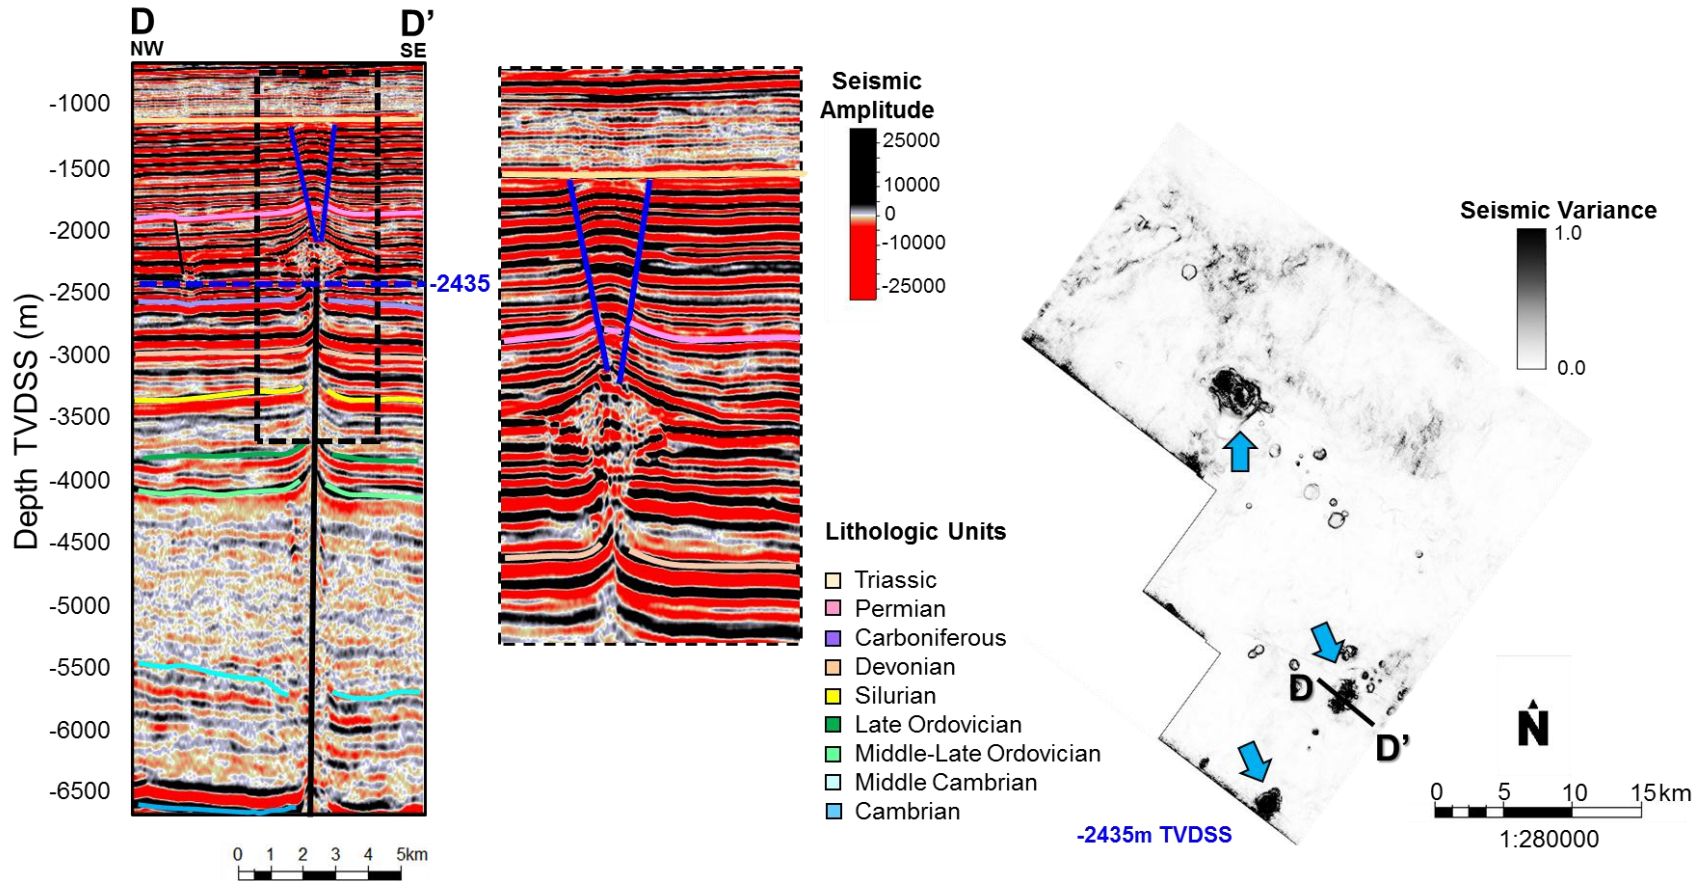 D
NW
D’
SE
Depth TVDSS (m)
-1000
-1500
-2000
-2500
-3000
-3500
-4000
-4500
-5000
-5500
-6000
-6500
-2435
0 1 2 3 4 5km
Seismic
Amplitude
25000
10000
0
-10000
-25000
Lithologic Units
Triassic
Permian
Carboniferous
Devonian
Silurian
Late Ordovician
Middle-Late Ordovician
Middle Cambrian
Cambrian
Seismic Variance
1.0
0.0
D
D’
-2435m TVDSS
N
0 5 10 15km
1:280000